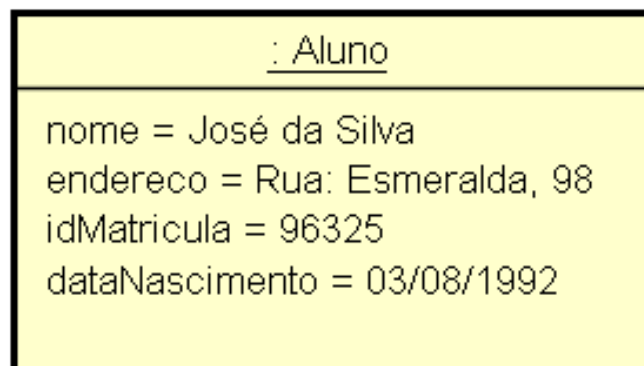 : Aluno
nome = José da Silva
endereco = Rua: Esmeralda, 98
idMatricula = 96325
dataNascimento = 03/08/1992